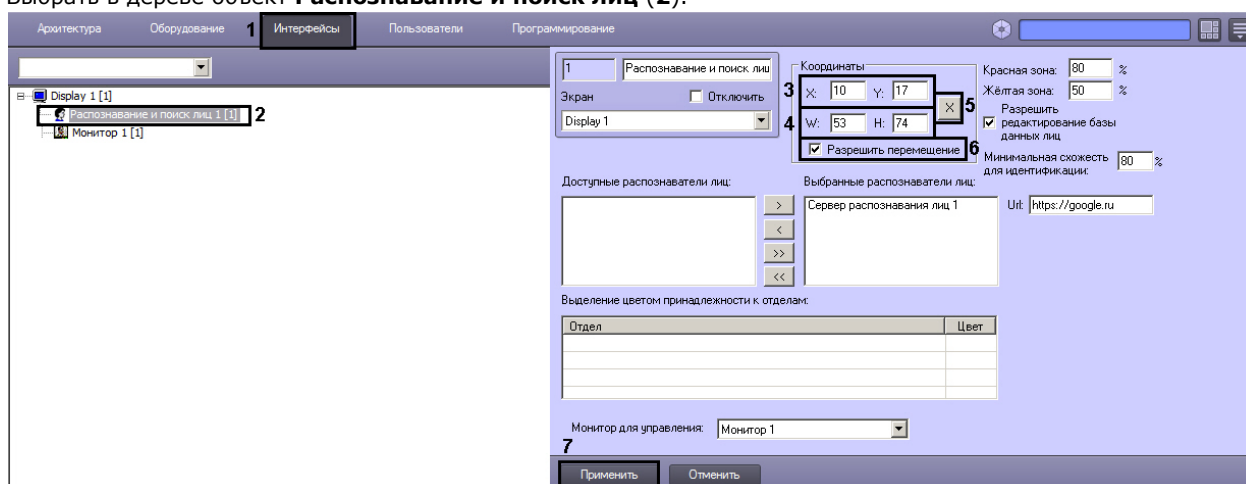 Выбрать в дереве объект Распознавание и поиск лиц (2).
Архитектура Оборудование 1 Интерфейсы Пользователи Программирование
Display 1 [1]
Распознавание и поиск лиц 1 [1] 2
Монитор 1 [1]
1 Распознавание и поиск лиц
Экран Отключить
Display 1
Координаты
3 X: 10 Y: 17
4 W: 53 H: 74
X 5
Разрешить перемещение 6
Красная зона: 80 %
Жёлтая зона: 50 %
Разрешить
редактирование базы
данных лиц
Минимальная схожесть 80 %
для идентификации:
Доступные распознаватели лиц: Выбранные распознаватели лиц:
Сервер распознавания лиц 1
>
<
>>
<<
Url: https://google.ru
Выделение цветом принадлежности к отделам:
Отдел Цвет
Монитор для управления: Монитор 1
7
Применить Отменить